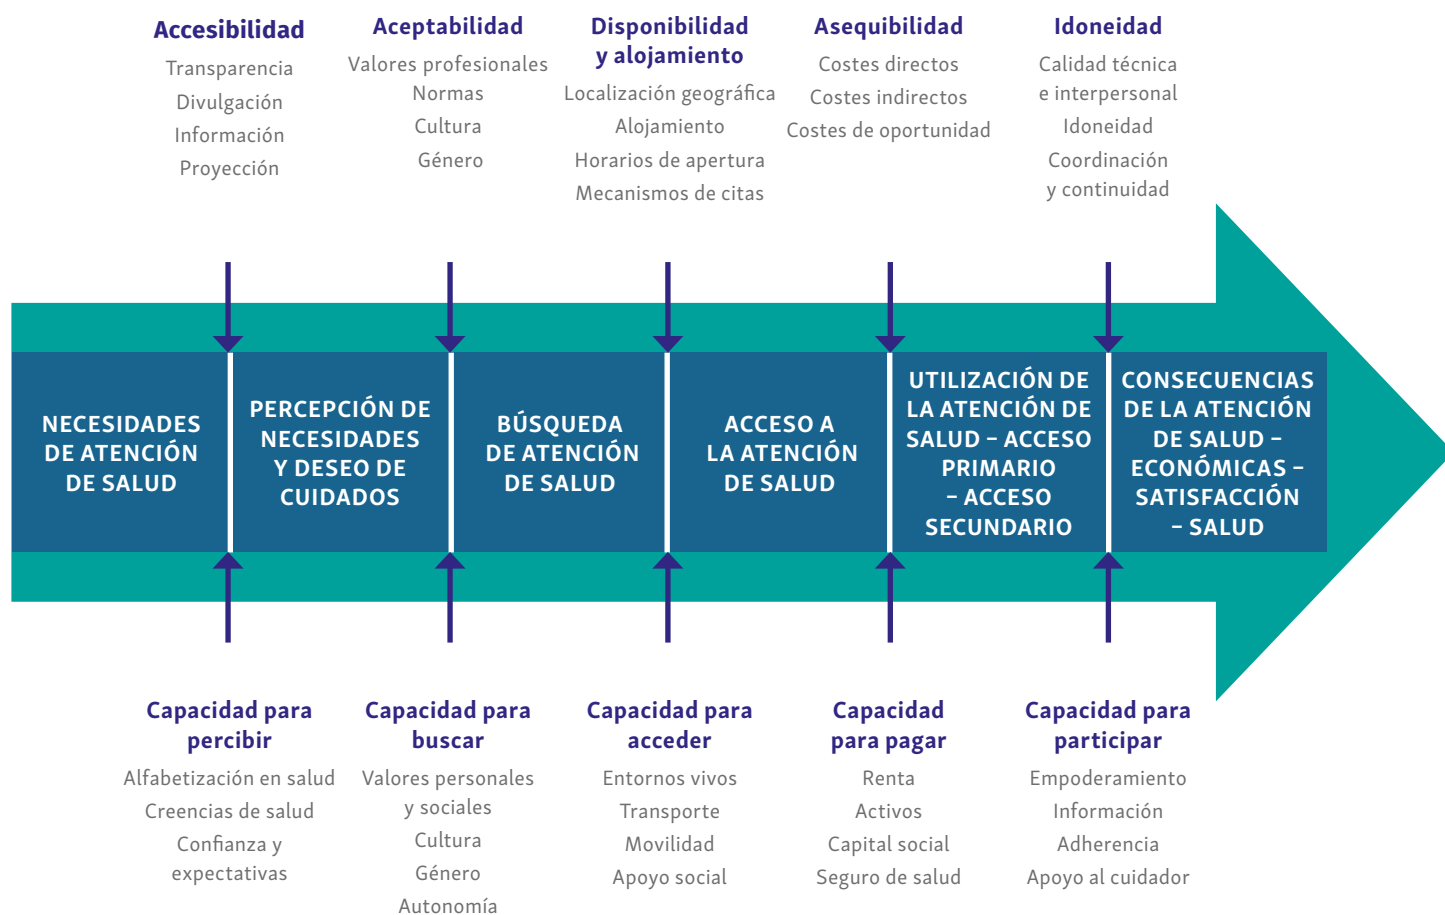 Accesibilidad
Transparencia
Divulgación
Información
Proyección
Aceptabilidad
Valores profesionales
Normas
Cultura
Género
Disponibilidad
y alojamiento
Localización geográfica
Alojamiento
Horarios de apertura
Mecanismos de citas
Asequibilidad
Costes directos
Costes indirectos
Costes de oportunidad
Idoneidad
Calidad técnica
e interpersonal
Idoneidad
Coordinación
y continuidad
NECESIDADES
DE ATENCIÓN
DE SALUD
PERCEPCIÓN DE
NECESIDADES
Y DESEO DE
CUIDADOS
BÚSQUEDA
DE ATENCIÓN
DE SALUD
ACCESO A
LA ATENCIÓN
DE SALUD
UTILIZACIÓN DE
LA ATENCIÓN DE
SALUD – ACCESO
PRIMARIO
– ACCESO
SECUNDARIO
CONSECUENCIAS
DE LA ATENCIÓN
DE SALUD –
ECONÓMICAS –
SATISFACCIÓN
– SALUD
Capacidad para
percibir
Alfabetización en salud
Creencias de salud
Confianza y
expectativas
Capacidad para
buscar
Valores personales
y sociales
Cultura
Género
Autonomía
Capacidad para
acceder
Entornos vivos
Transporte
Movilidad
Apoyo social
Capacidad
para pagar
Renta
Activos
Capital social
Seguro de salud
Capacidad para
participar
Empoderamiento
Información
Adherencia
Apoyo al cuidador